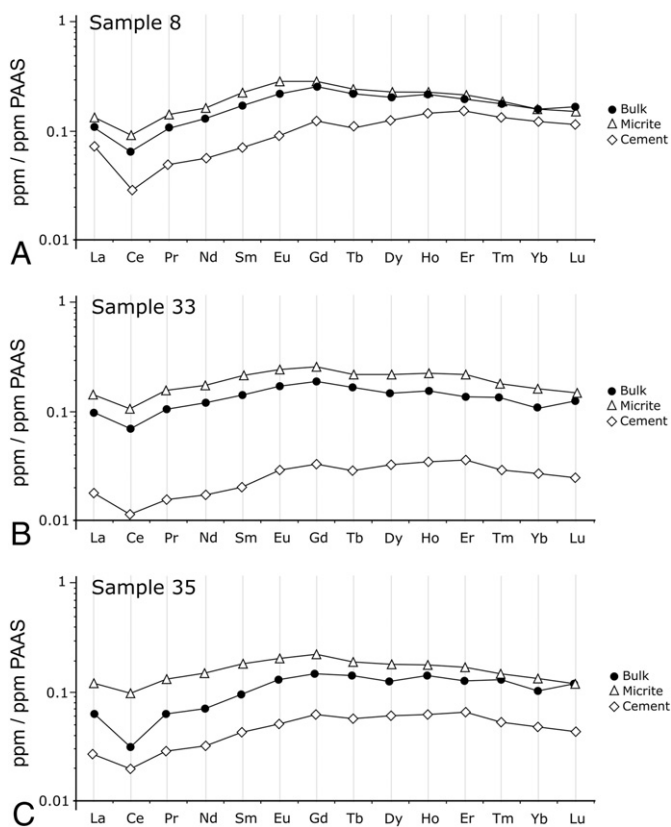 Sample 8
1
0.1
0.01
ppm / ppm PAAS
A
La Ce Pr Nd Sm Eu Gd Tb Dy Ho Er Tm Yb Lu
Bulk
Micrite
Cement
Sample 33
1
0.1
0.01
ppm / ppm PAAS
B
La Ce Pr Nd Sm Eu Gd Tb Dy Ho Er Tm Yb Lu
Bulk
Micrite
Cement
Sample 35
1
0.1
0.01
ppm / ppm PAAS
C
La Ce Pr Nd Sm Eu Gd Tb Dy Ho Er Tm Yb Lu
Bulk
Micrite
Cement